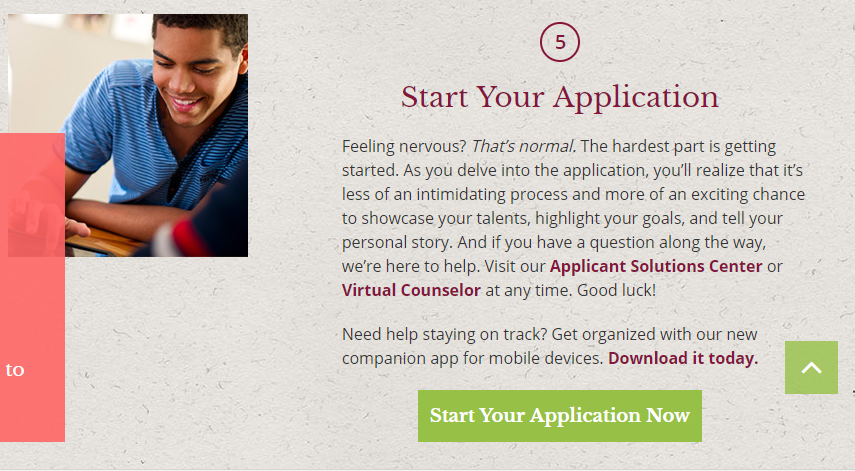 5
Start Your Application
Feeling nervous? That's normal. The hardest part is getting
started. As you delve into the application, you'll realize that it's
less of an intimidating process and more of an exciting chance
to showcase your talents, highlight your goals, and tell your
personal story. And if you have a question along the way,
we're here to help. Visit our Applicant Solutions Center or
Virtual Counselor at any time. Good luck!
Need help staying on track? Get organized with our new
companion app for mobile devices. Download it today.
to
Start Your Application Now